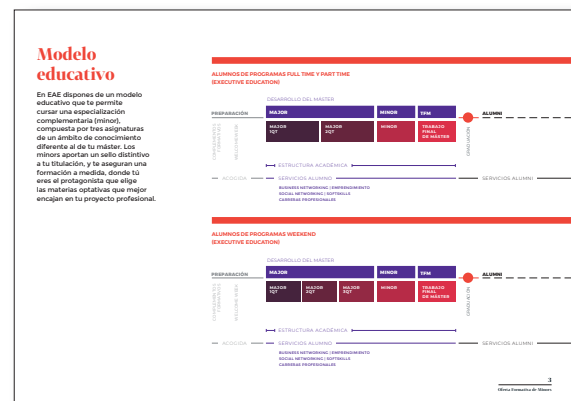 Modelo
educativo
En EAE dispones de un modelo
educativo que te permite
cursar una especialización
complementaria (minor),
compuesta por tres asignaturas
de un ámbito de conocimiento
diferente al de tu máster. Los
minors aportan un sello distintivo
a tu titulación, y te aseguran una
formación a medida, donde tú
eres el protagonista que elige
las materias optativas que mejor
encajan en tu proyecto profesional.
ALUMNOS DE PROGRAMAS FULL TIME Y PART TIME
(EXECUTIVE EDUCATION)
DESARROLLO DEL MÁSTER
PREPARACIÓN
MAJOR
MINOR
TFM
ALUMNI
MAJOR
1QT
MAJOR
2QT
MINOR
TRABAJO
FINAL
DE MÁSTER
GRADUACIÓN
ESTRUCTURA ACADÉMICA
ACOGIDA
SERVICIOS ALUMNO
SERVICIOS ALUMNI
BUSINESS NETWORKING | EMPRENDIMIENTO
SOCIAL NETWORKING | SOFTSKILLS
CARRERAS PROFESIONALES
ALUMNOS DE PROGRAMAS WEEKEND
(EXECUTIVE EDUCATION)
DESARROLLO DEL MÁSTER
PREPARACIÓN
MAJOR
MINOR
TFM
ALUMNI
MAJOR
1QT
MAJOR
2QT
MAJOR
3QT
MINOR
TRABAJO
FINAL
DE MÁSTER
GRADUACIÓN
ESTRUCTURA ACADÉMICA
ACOGIDA
SERVICIOS ALUMNO
SERVICIOS ALUMNI
BUSINESS NETWORKING | EMPRENDIMIENTO
SOCIAL NETWORKING | SOFTSKILLS
CARRERAS PROFESIONALES
3
Oferta Formativa de Másters